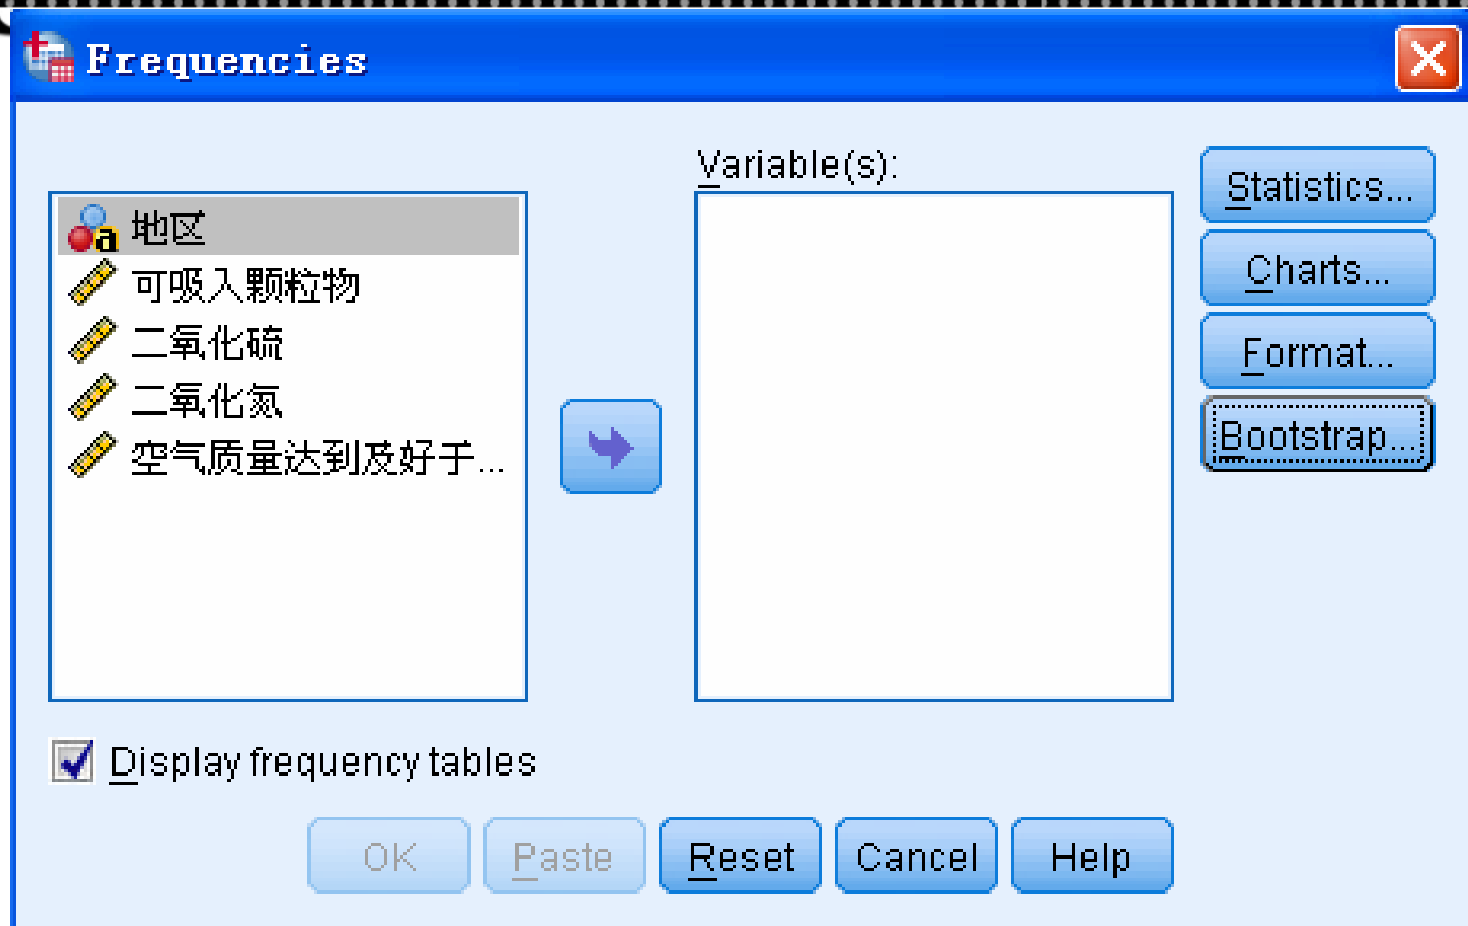 Frequencies
Variable(s):
地区
可吸入颗粒物
二氧化硫
二氧化氮
空气质量达到及好于...
Statistics...
Charts...
Format...
Bootstrap...
Display frequency tables
OK
Paste
Reset
Cancel
Help